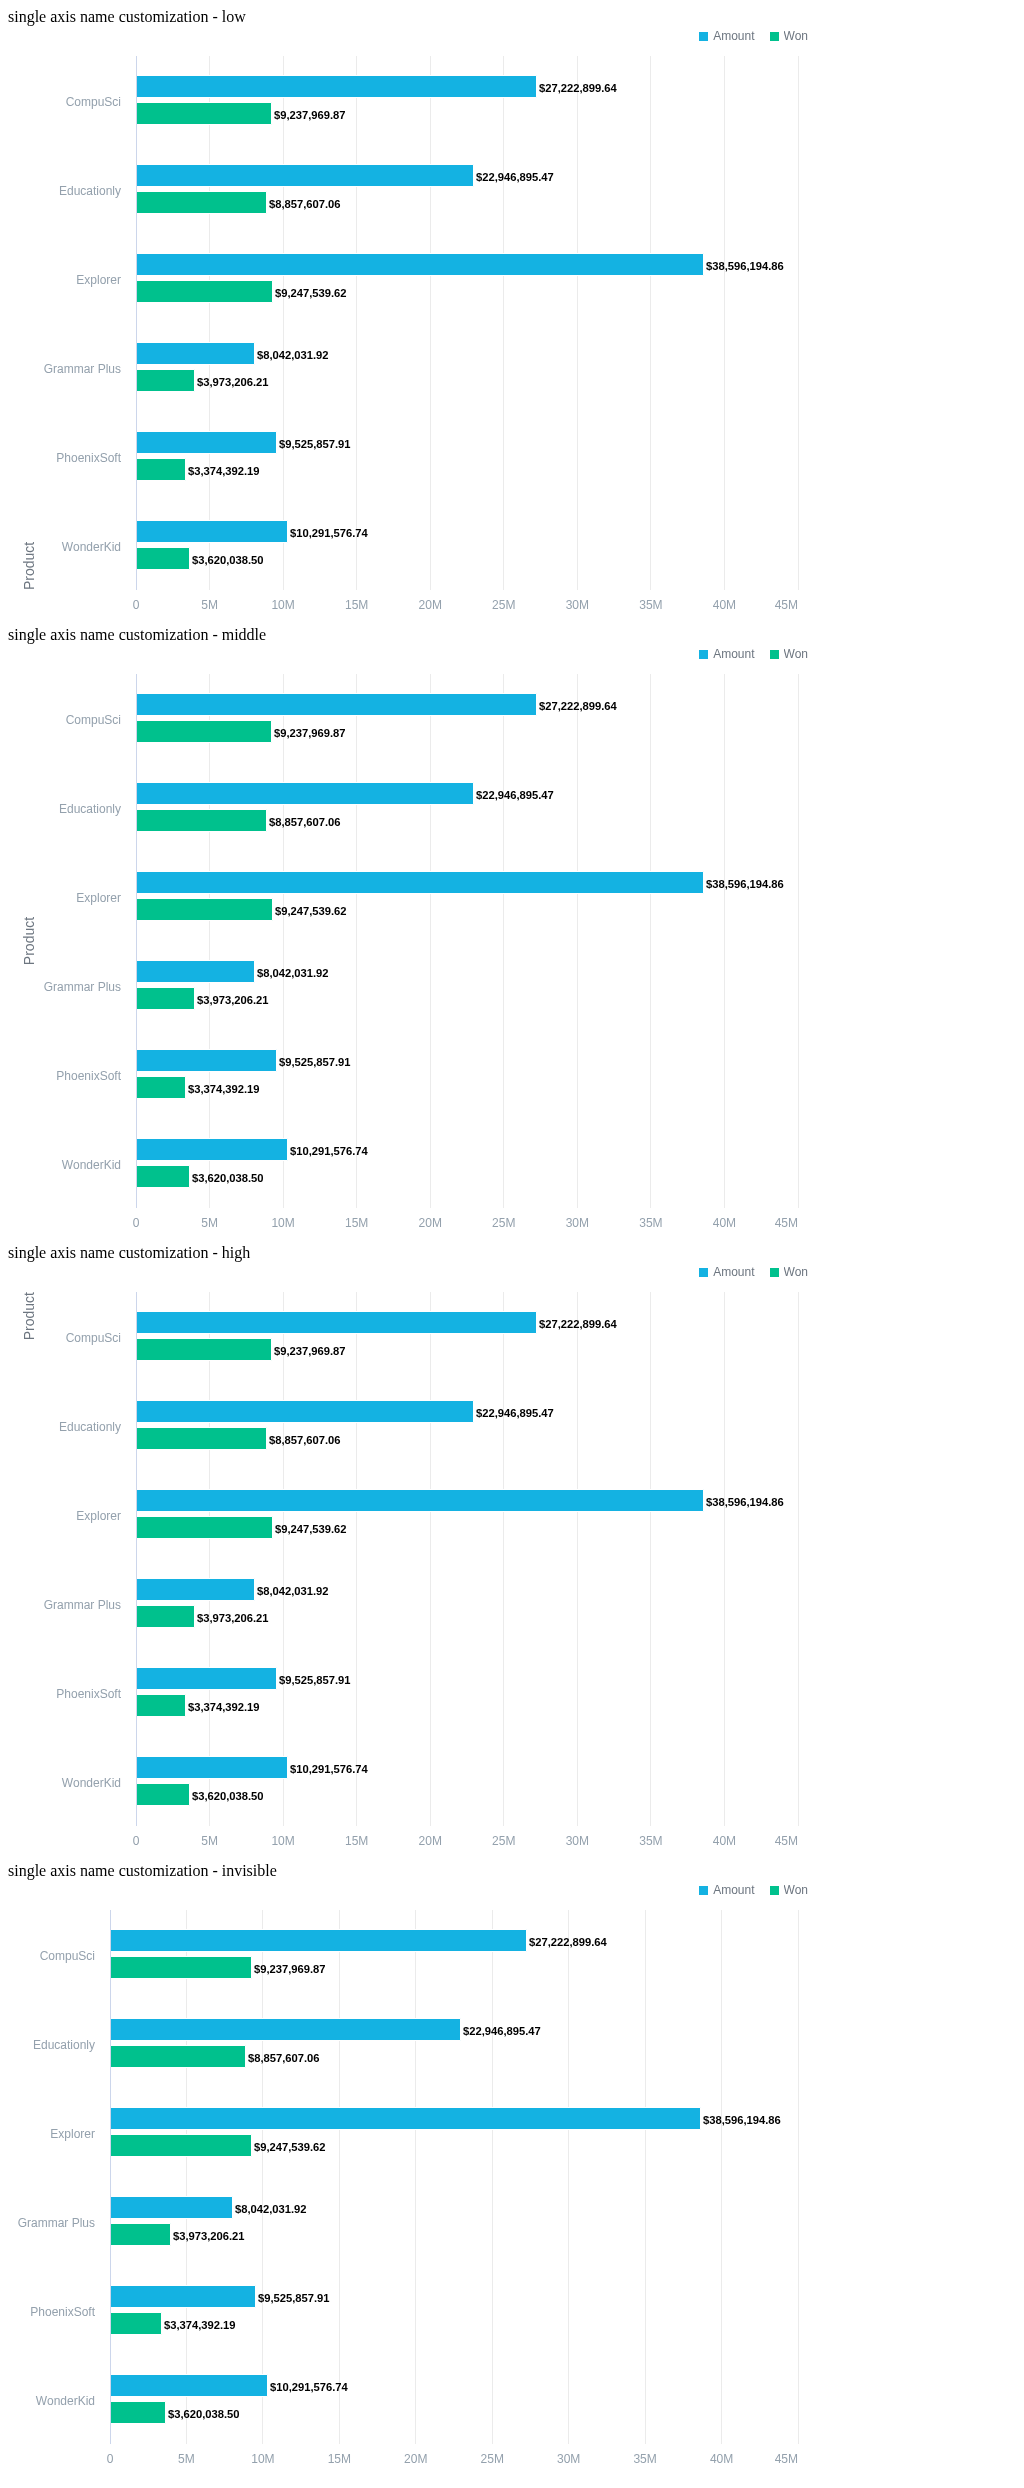 single axis name customization - low
Amount Won
CompuSci
$27,222,899.64
$9,237,969.87
Educationly
$22,946,895.47
$8,857,607.06
Explorer
$38,596,194.86
$9,247,539.62
Grammar Plus
$8,042,031.92
$3,973,206.21
PhoenixSoft
$9,525,857.91
$3,374,392.19
WonderKid
$10,291,576.74
$3,620,038.50
Product
0 5M 10M 15M 20M 25M 30M 35M 40M 45M
single axis name customization - middle
Amount Won
CompuSci
$27,222,899.64
$9,237,969.87
Educationly
$22,946,895.47
$8,857,607.06
Explorer
$38,596,194.86
$9,247,539.62
Product
Grammar Plus
$8,042,031.92
$3,973,206.21
PhoenixSoft
$9,525,857.91
$3,374,392.19
WonderKid
$10,291,576.74
$3,620,038.50
0 5M 10M 15M 20M 25M 30M 35M 40M 45M
single axis name customization - high
Amount Won
Product
CompuSci
$27,222,899.64
$9,237,969.87
Educationly
$22,946,895.47
$8,857,607.06
Explorer
$38,596,194.86
$9,247,539.62
Grammar Plus
$8,042,031.92
$3,973,206.21
PhoenixSoft
$9,525,857.91
$3,374,392.19
WonderKid
$10,291,576.74
$3,620,038.50
0 5M 10M 15M 20M 25M 30M 35M 40M 45M
single axis name customization - invisible
Amount Won
CompuSci
$27,222,899.64
$9,237,969.87
Educationly
$22,946,895.47
$8,857,607.06
Explorer
$38,596,194.86
$9,247,539.62
Grammar Plus
$8,042,031.92
$3,973,206.21
PhoenixSoft
$9,525,857.91
$3,374,392.19
WonderKid
$10,291,576.74
$3,620,038.50
0 5M 10M 15M 20M 25M 30M 35M 40M 45M